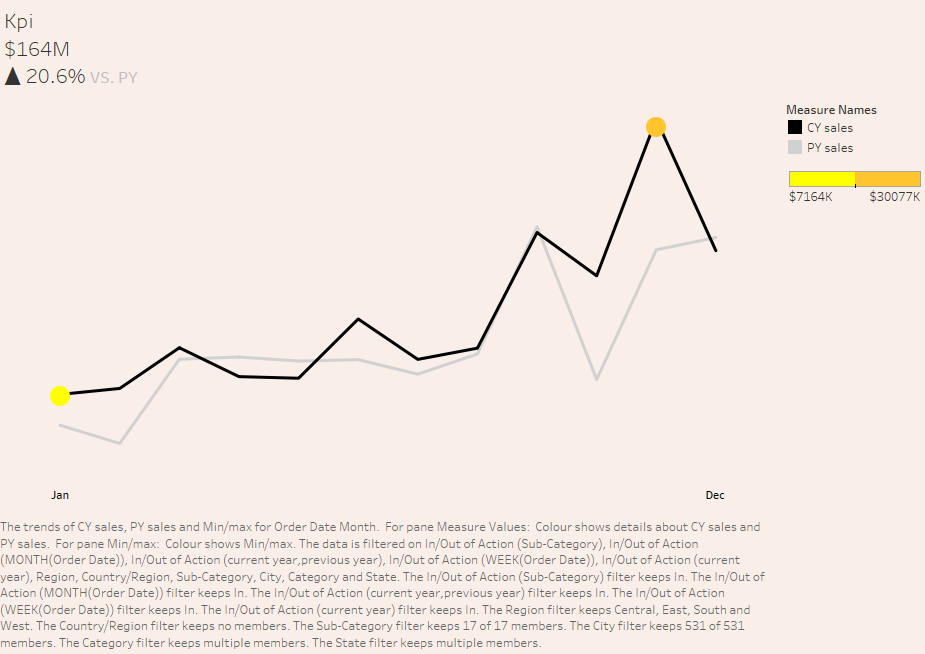 Kpi
$164M
▲ 20.6% VS. PY
Measure Names
CY sales
PY sales
$7164K $30077K
Jan Dec
The trends of CY sales, PY sales and Min/max for Order Date Month.  For pane Measure Values:  Colour shows details about CY sales and
PY sales.  For pane Min/max:  Colour shows Min/max. The data is filtered on In/Out of Action (Sub-Category), In/Out of Action
(MONTH(Order Date)), In/Out of Action (current year,previous year), In/Out of Action (WEEK(Order Date)), In/Out of Action (current
year), Region, Country/Region, Sub-Category, City, Category and State. The In/Out of Action (Sub-Category) filter keeps In. The In/Out of
Action (MONTH(Order Date)) filter keeps In. The In/Out of Action (current year,previous year) filter keeps In. The In/Out of Action
(WEEK(Order Date)) filter keeps In. The In/Out of Action (current year) filter keeps In. The Region filter keeps Central, East, South and
West. The Country/Region filter keeps no members. The Sub-Category filter keeps 17 of 17 members. The City filter keeps 531 of 531
members. The Category filter keeps multiple members. The State filter keeps multiple members.